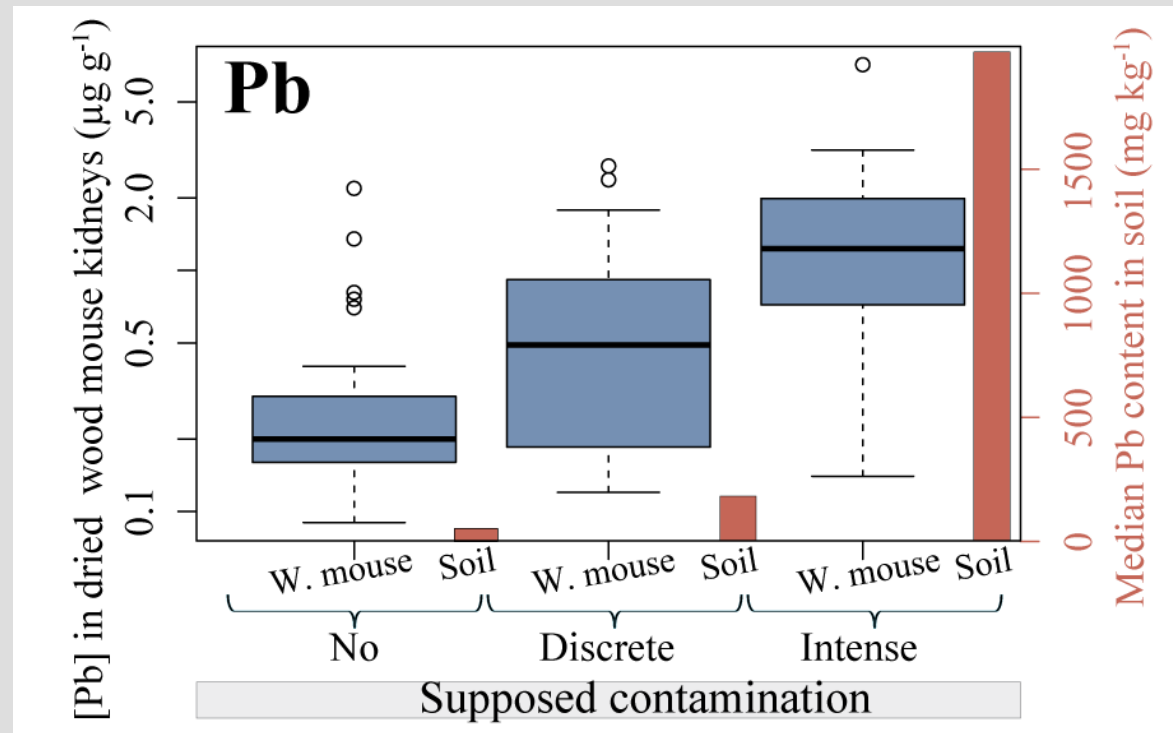 Pb
[Pb] in dried wood mouse kidneys (µg g⁻¹)
5.0
2.0
0.5
0.1
Median Pb content in soil (mg kg⁻¹)
1500
1000
500
0
W. mouse Soil W. mouse Soil W. mouse Soil
No Discrete Intense
Supposed contamination